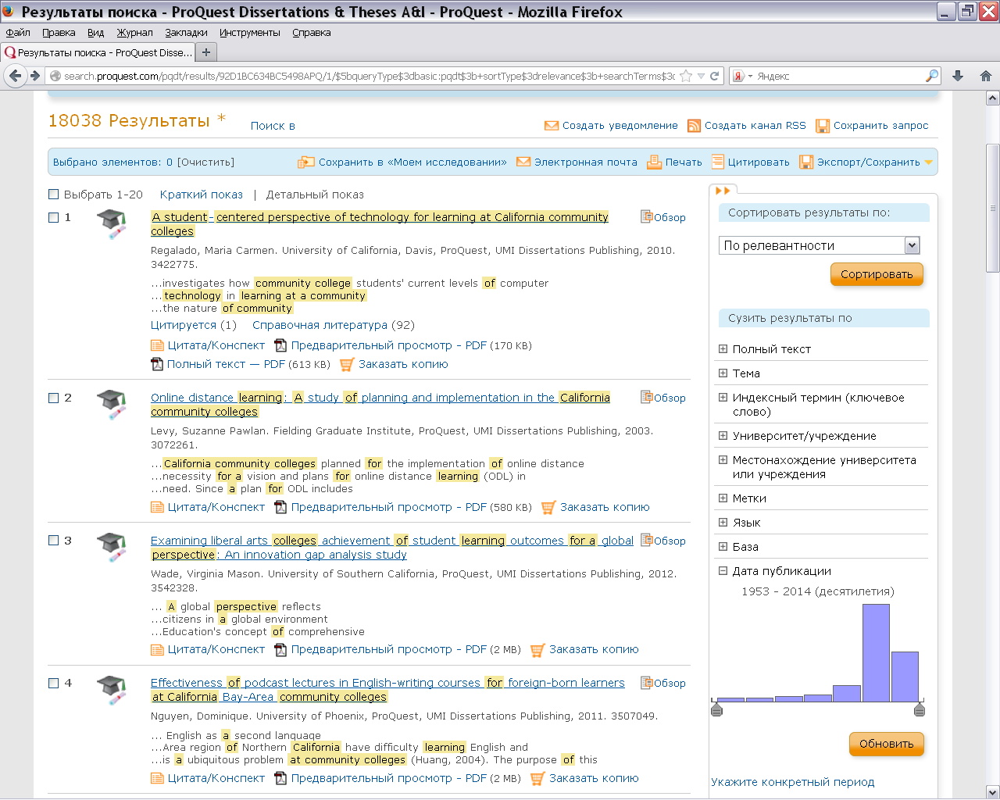 Результаты поиска - ProQuest Dissertations & Theses A&I - ProQuest - Mozilla Firefox
Файл Правка Вид Журнал Закладки Инструменты Справка
Результаты поиска - ProQuest Disse...
search.proquest.com/pqdt/results/92D1BC634BC5498APQ/1/$5bqueryType$3dbasic:pqdt$3b+sortType$3drelevance$3b+searchTerms$3c
Я Яндекс
18038 Результаты * Поиск в Создать уведомление Создать канал RSS Сохранить запрос
Выбрано элементов: 0 [Очистить] Сохранить в «Моем исследовании» Электронная почта Печать Цитировать Экспорт/Сохранить
Выбрать 1-20 Краткий показ | Детальный показ
1 A student-centered perspective of technology for learning at California community Обзор
colleges
Regalado, Maria Carmen. University of California, Davis, ProQuest, UMI Dissertations Publishing, 2010.
3422775.
...investigates how community college students' current levels of computer
...technology in learning at a community
...the nature of community
Цитируется (1) Справочная литература (92)
Цитата/Конспект Предварительный просмотр - PDF (170 KB)
Полный текст — PDF (613 KB) Заказать копию
2 Online distance learning: A study of planning and implementation in the California Обзор
community colleges
Levy, Suzanne Pawlan. Fielding Graduate Institute, ProQuest, UMI Dissertations Publishing, 2003.
3072261.
...California community colleges planned for the implementation of online distance
...necessity for a vision and plans for online distance learning (ODL) in
...need. Since a plan for ODL includes
Цитата/Конспект Предварительный просмотр - PDF (580 KB) Заказать копию
3 Examining liberal arts colleges achievement of student learning outcomes for a global Обзор
perspective: An innovation gap analysis study
Wade, Virginia Mason. University of Southern California, ProQuest, UMI Dissertations Publishing, 2012.
3542328.
... A global perspective reflects
...citizens in a global environment
...Education's concept of comprehensive
Цитата/Конспект Предварительный просмотр - PDF (2 MB) Заказать копию
4 Effectiveness of podcast lectures in English-writing courses for foreign-born learners Обзор
at California Bay-Area community colleges
Nguyen, Dominique. University of Phoenix, ProQuest, UMI Dissertations Publishing, 2011. 3507049.
... English as a second language
...Area region of Northern California have difficulty learning English and
...is a ubiquitous problem at community colleges (Huang, 2004). The purpose of this
Цитата/Конспект Предварительный просмотр - PDF (2 MB) Заказать копию
Сортировать результаты по:
По релевантности
Сортировать
Сузить результаты по
Полный текст
Тема
Индексный термин (ключевое
слово)
Университет/учреждение
Местонахождение университета
или учреждения
Метки
Язык
База
Дата публикации
1953 - 2014 (десятилетия)
Обновить
Укажите конкретный период